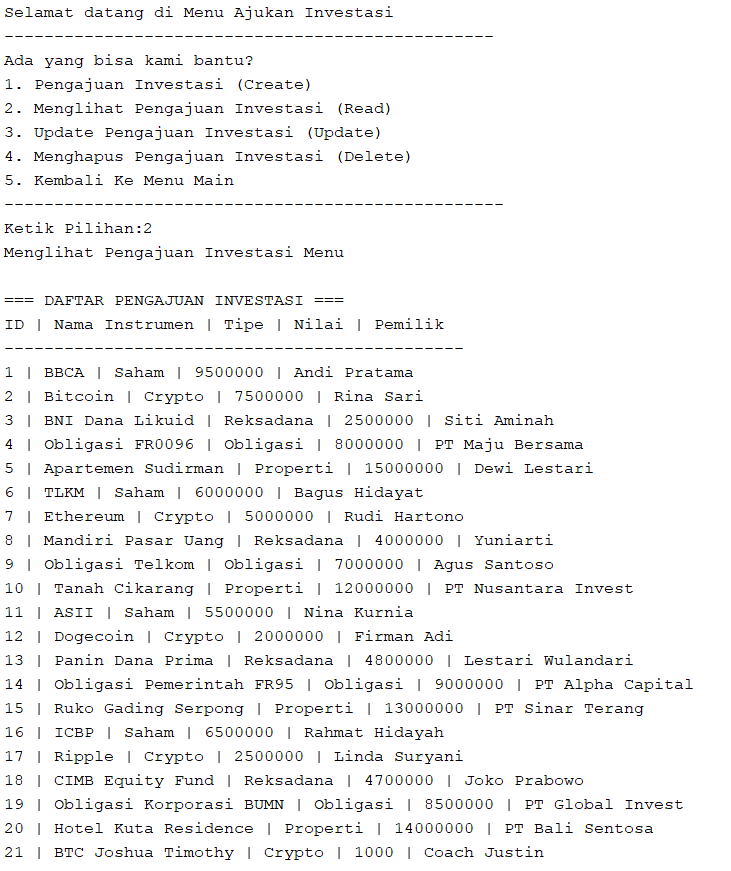 Selamat datang di Menu Ajukan Investasi
-------------------------------------------------
Ada yang bisa kami bantu?
1. Pengajuan Investasi (Create)
2. Menglihat Pengajuan Investasi (Read)
3. Update Pengajuan Investasi (Update)
4. Menghapus Pengajuan Investasi (Delete)
5. Kembali Ke Menu Main
--------------------------------------------------
Ketik Pilihan:2
Menglihat Pengajuan Investasi Menu
=== DAFTAR PENGAJUAN INVESTASI ===
ID | Nama Instrumen | Tipe | Nilai | Pemilik
----------------------------------------------
1 | BBCA | Saham | 9500000 | Andi Pratama
2 | Bitcoin | Crypto | 7500000 | Rina Sari
3 | BNI Dana Likuid | Reksadana | 2500000 | Siti Aminah
4 | Obligasi FR0096 | Obligasi | 8000000 | PT Maju Bersama
5 | Apartemen Sudirman | Properti | 15000000 | Dewi Lestari
6 | TLKM | Saham | 6000000 | Bagus Hidayat
7 | Ethereum | Crypto | 5000000 | Rudi Hartono
8 | Mandiri Pasar Uang | Reksadana | 4000000 | Yuniarti
9 | Obligasi Telkom | Obligasi | 7000000 | Agus Santoso
10 | Tanah Cikarang | Properti | 12000000 | PT Nusantara Invest
11 | ASII | Saham | 5500000 | Nina Kurnia
12 | Dogecoin | Crypto | 2000000 | Firman Adi
13 | Panin Dana Prima | Reksadana | 4800000 | Lestari Wulandari
14 | Obligasi Pemerintah FR95 | Obligasi | 9000000 | PT Alpha Capital
15 | Ruko Gading Serpong | Properti | 13000000 | PT Sinar Terang
16 | ICBP | Saham | 6500000 | Rahmat Hidayah
17 | Ripple | Crypto | 2500000 | Linda Suryani
18 | CIMB Equity Fund | Reksadana | 4700000 | Joko Prabowo
19 | Obligasi Korporasi BUMN | Obligasi | 8500000 | PT Global Invest
20 | Hotel Kuta Residence | Properti | 14000000 | PT Bali Sentosa
21 | BTC Joshua Timothy | Crypto | 1000 | Coach Justin